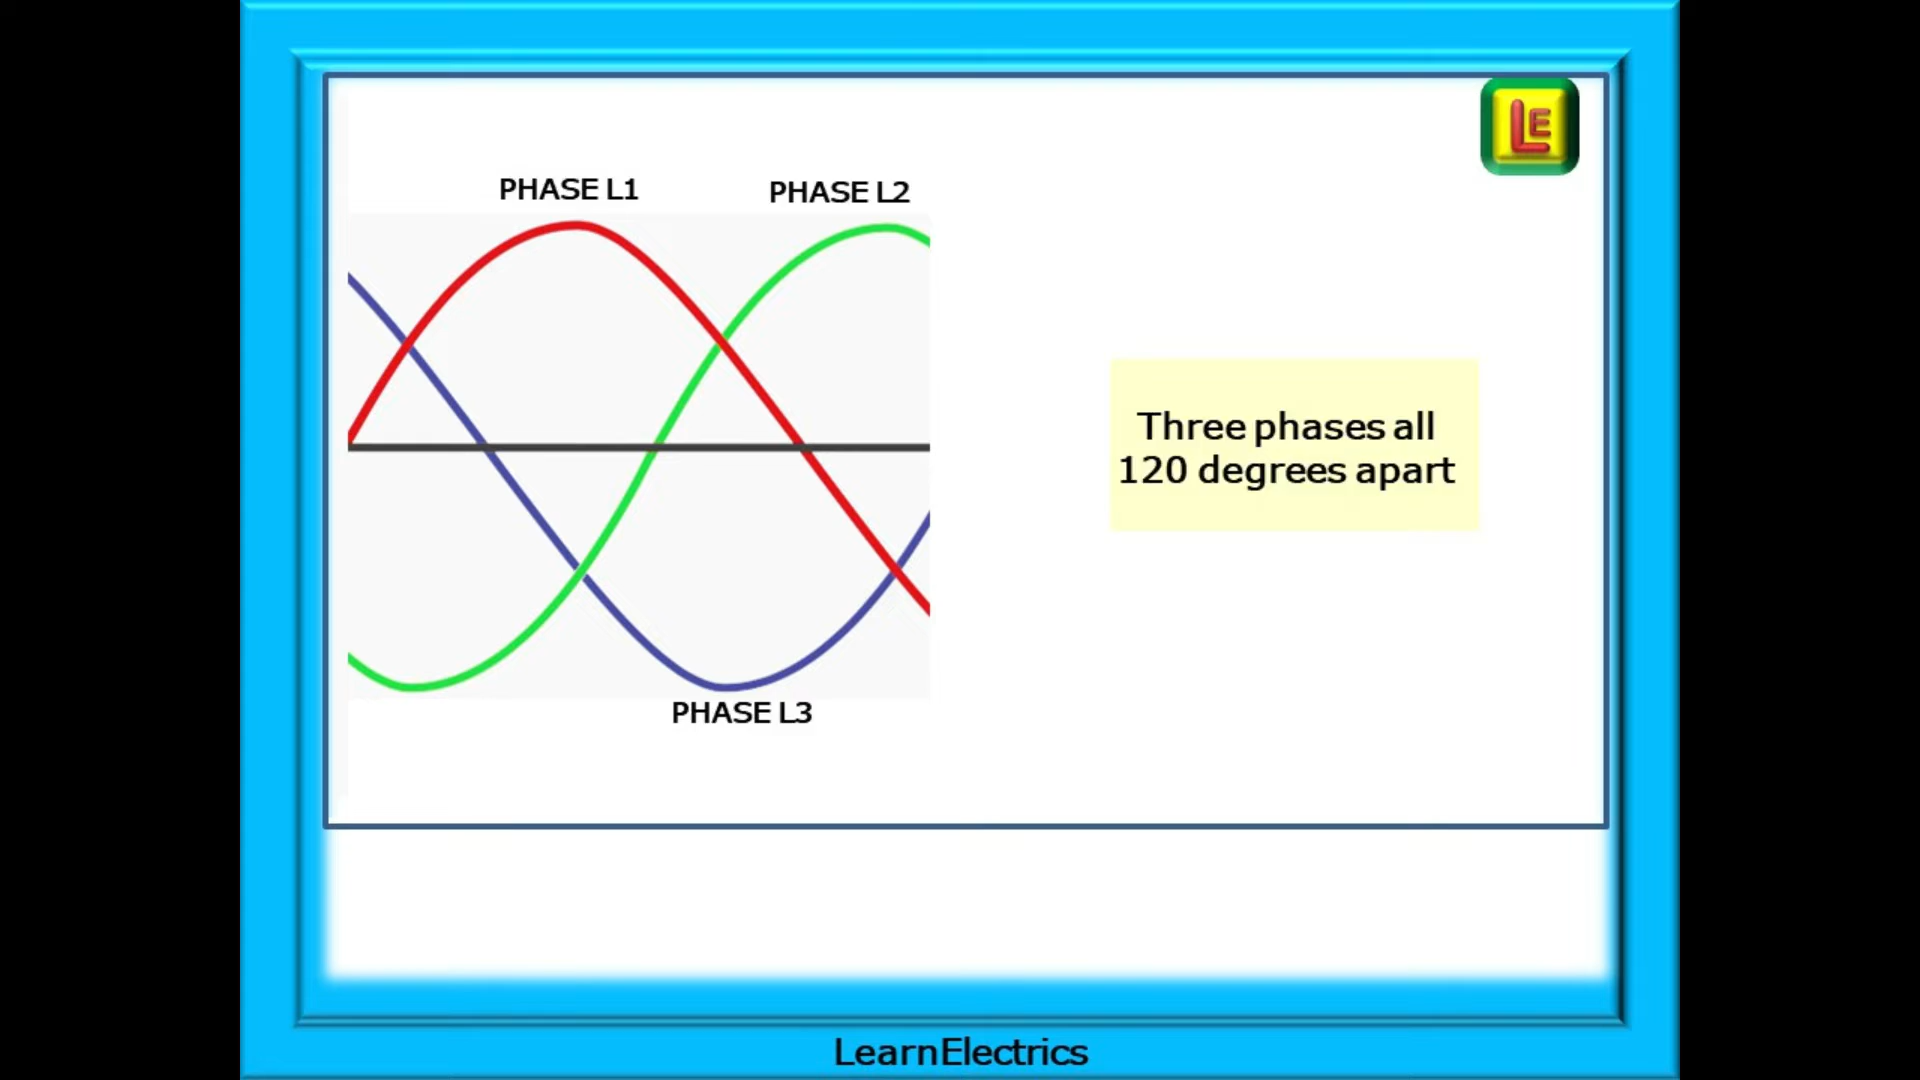 LE
PHASE L1
PHASE L2
Three phases all
120 degrees apart
PHASE L3
LearnElectrics